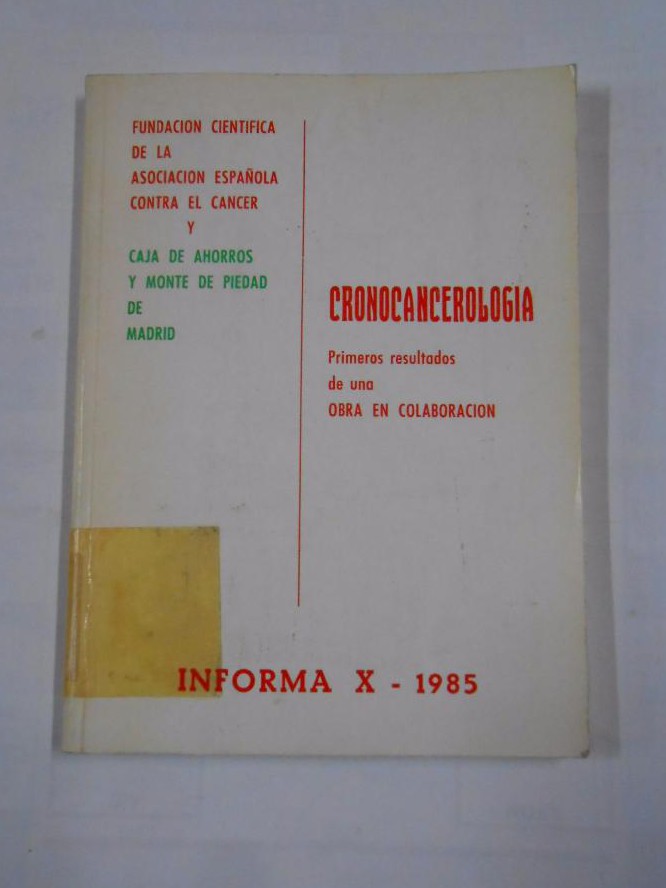 FUNDACION CIENTIFICA
DE LA
ASOCIACION ESPAÑOLA
CONTRA EL CANCER
Y
CAJA DE AHORROS
Y MONTE DE PIEDAD
DE
MADRID
CRONOCANCEROLOGIA
Primeros resultados
de una
OBRA EN COLABORACION
INFORMA X - 1985